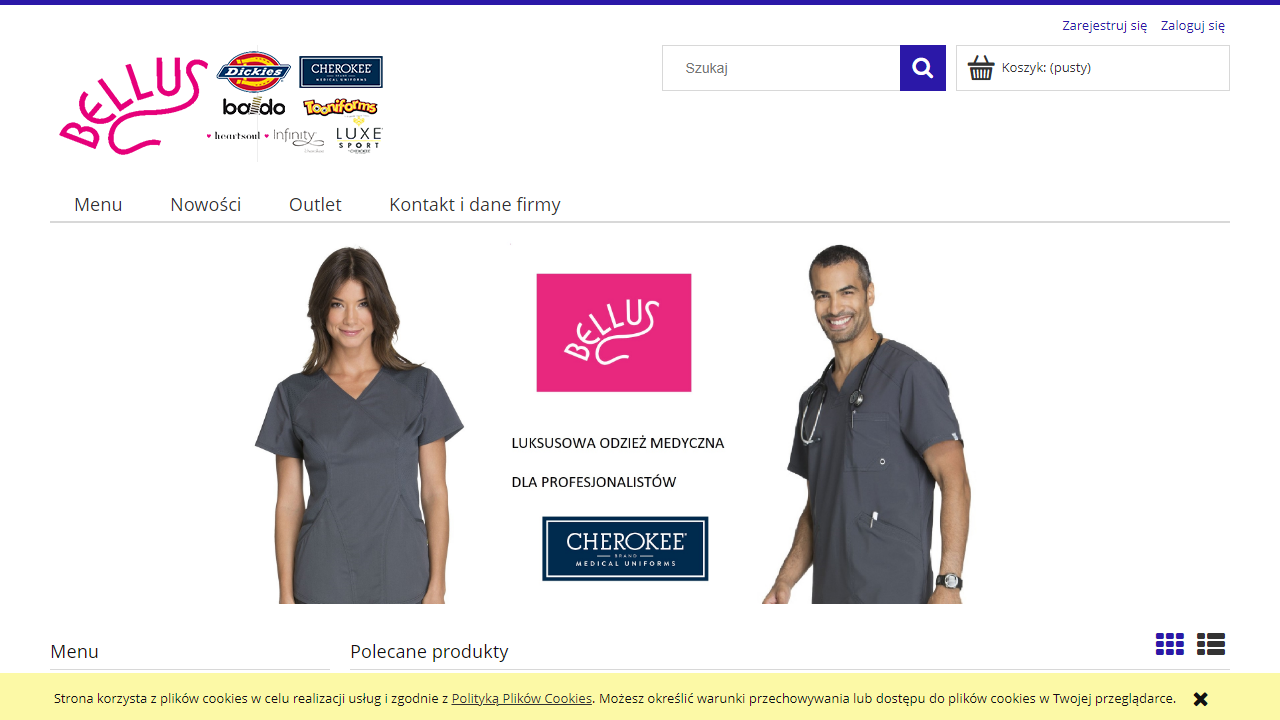 Zarejestruj się Zaloguj się
Szukaj
Koszyk: (pusty)
BELLUS
Dickies
CHEROKEE
MEDICAL UNIFORMS
baldo
Tooniforms
heartsoul
Infinity
LUXE
SPORT
Menu Nowości Outlet Kontakt i dane firmy
BELLUS
LUKSUSOWA ODZIEŻ MEDYCZNA
DLA PROFESJONALISTÓW
CHEROKEE
BRAND
MEDICAL UNIFORMS
Menu
Polecane produkty
Strona korzysta z plików cookies w celu realizacji usług i zgodnie z Polityką Plików Cookies. Możesz określić warunki przechowywania lub dostępu do plików cookies w Twojej przeglądarce.